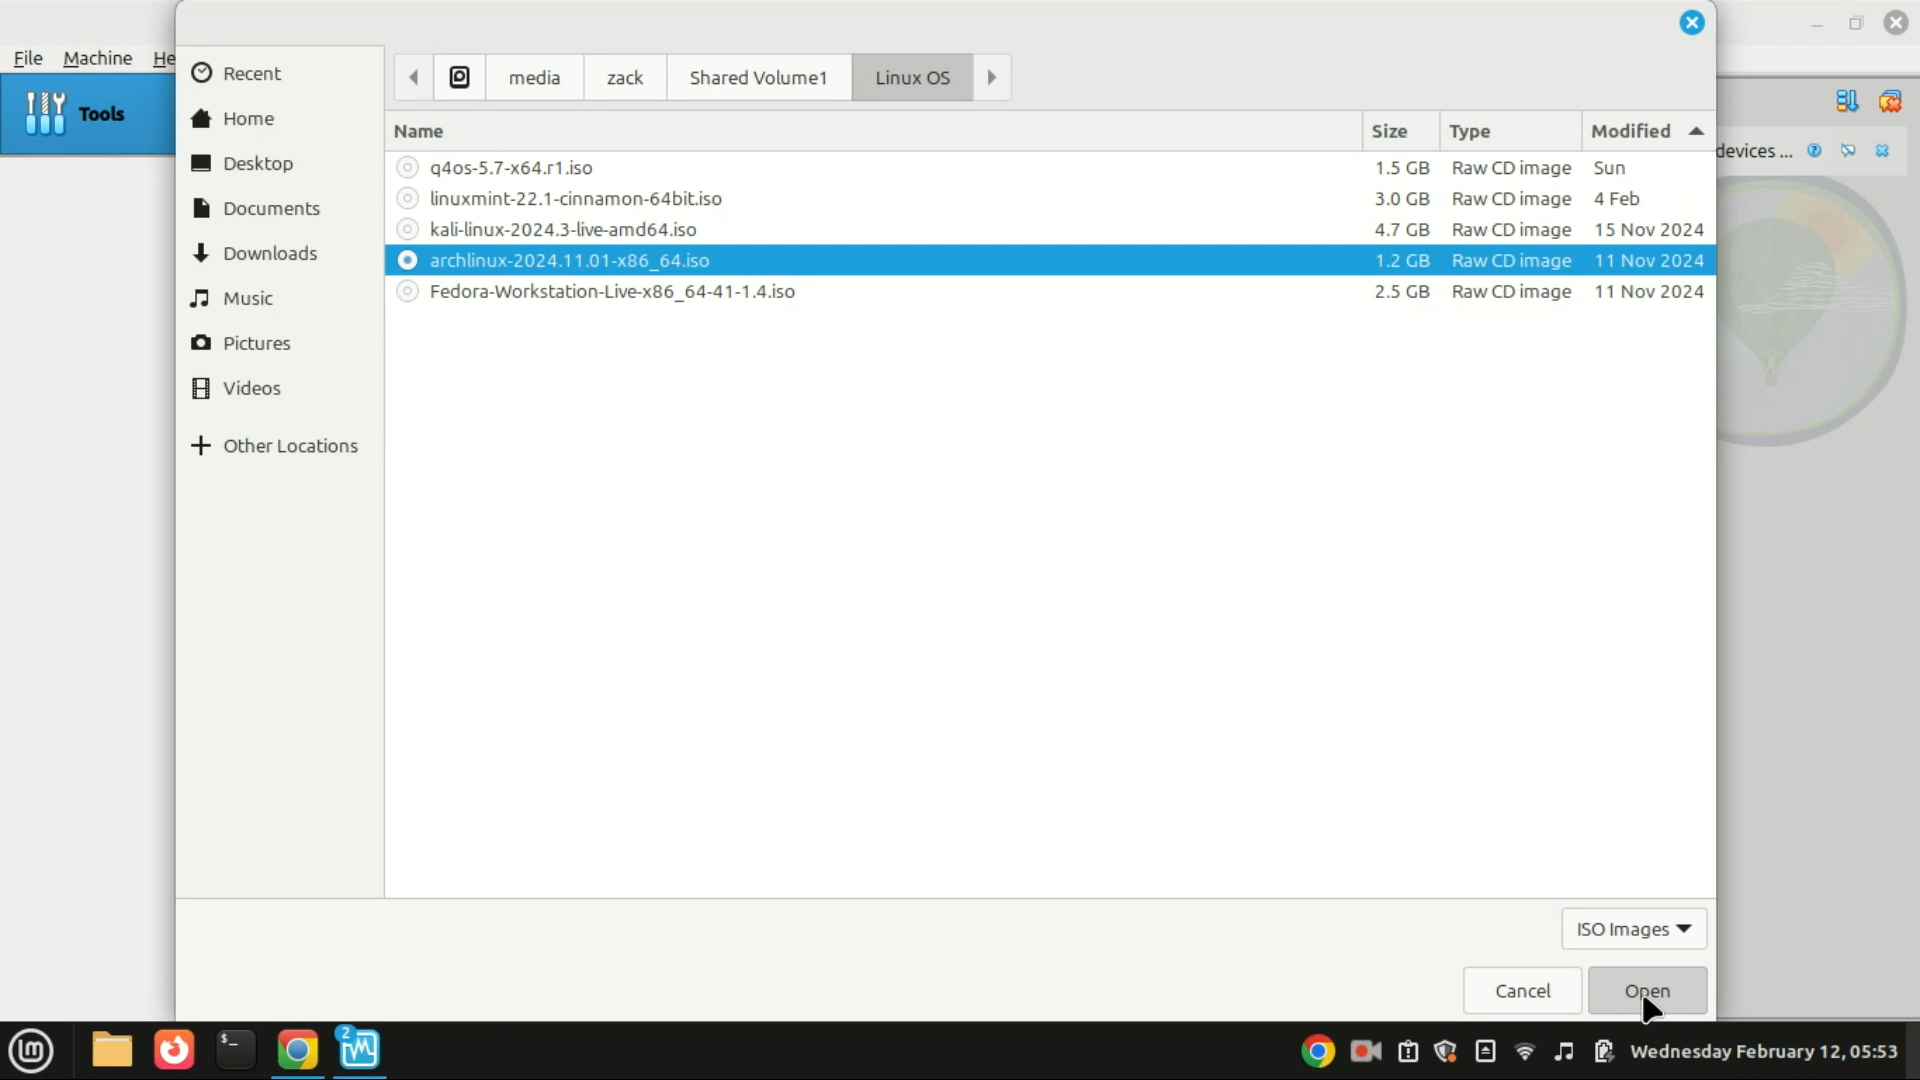 File Machine He
Tools
Recent
Home
Desktop
Documents
Downloads
Music
Pictures
Videos
Other Locations
media zack Shared Volume1 Linux OS
Name Size Type Modified
q4os-5.7-x64.r1.iso 1.5 GB Raw CD image Sun
linuxmint-22.1-cinnamon-64bit.iso 3.0 GB Raw CD image 4 Feb
kali-linux-2024.3-live-amd64.iso 4.7 GB Raw CD image 15 Nov 2024
archlinux-2024.11.01-x86_64.iso 1.2 GB Raw CD image 11 Nov 2024
Fedora-Workstation-Live-x86_64-41-1.4.iso 2.5 GB Raw CD image 11 Nov 2024
devices ...
ISO Images
Cancel Open
2
Wednesday February 12, 05:53